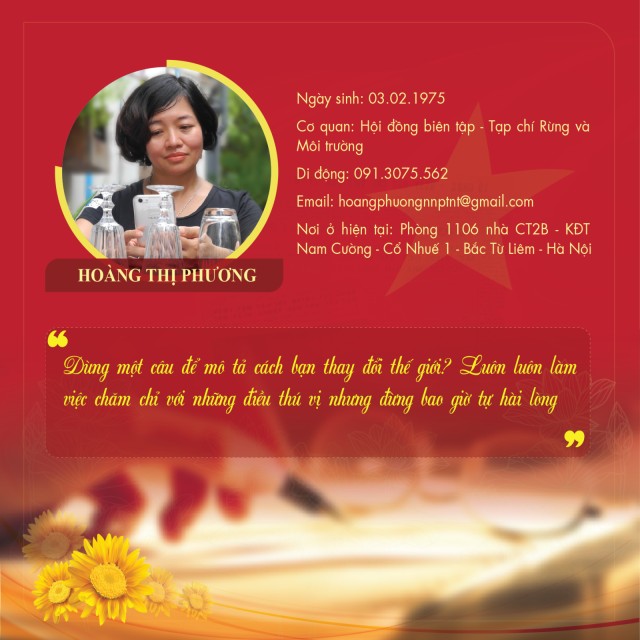 Ngày sinh: 03.02.1975
Cơ quan: Hội đồng biên tập - Tạp chí Rừng và
Môi trường
Di động: 091.3075.562
Email: hoangphuongnnptnt@gmail.com
Nơi ở hiện tại: Phòng 1106 nhà CT2B - KĐT
Nam Cường - Cổ Nhuế 1 - Bắc Từ Liêm - Hà Nội
HOÀNG THỊ PHƯƠNG
“
Dùng một câu để mô tả cách bạn thay đổi thế giới? Luôn luôn làm
việc chăm chỉ với những điều thú vị nhưng đừng bao giờ tự hài lòng
”